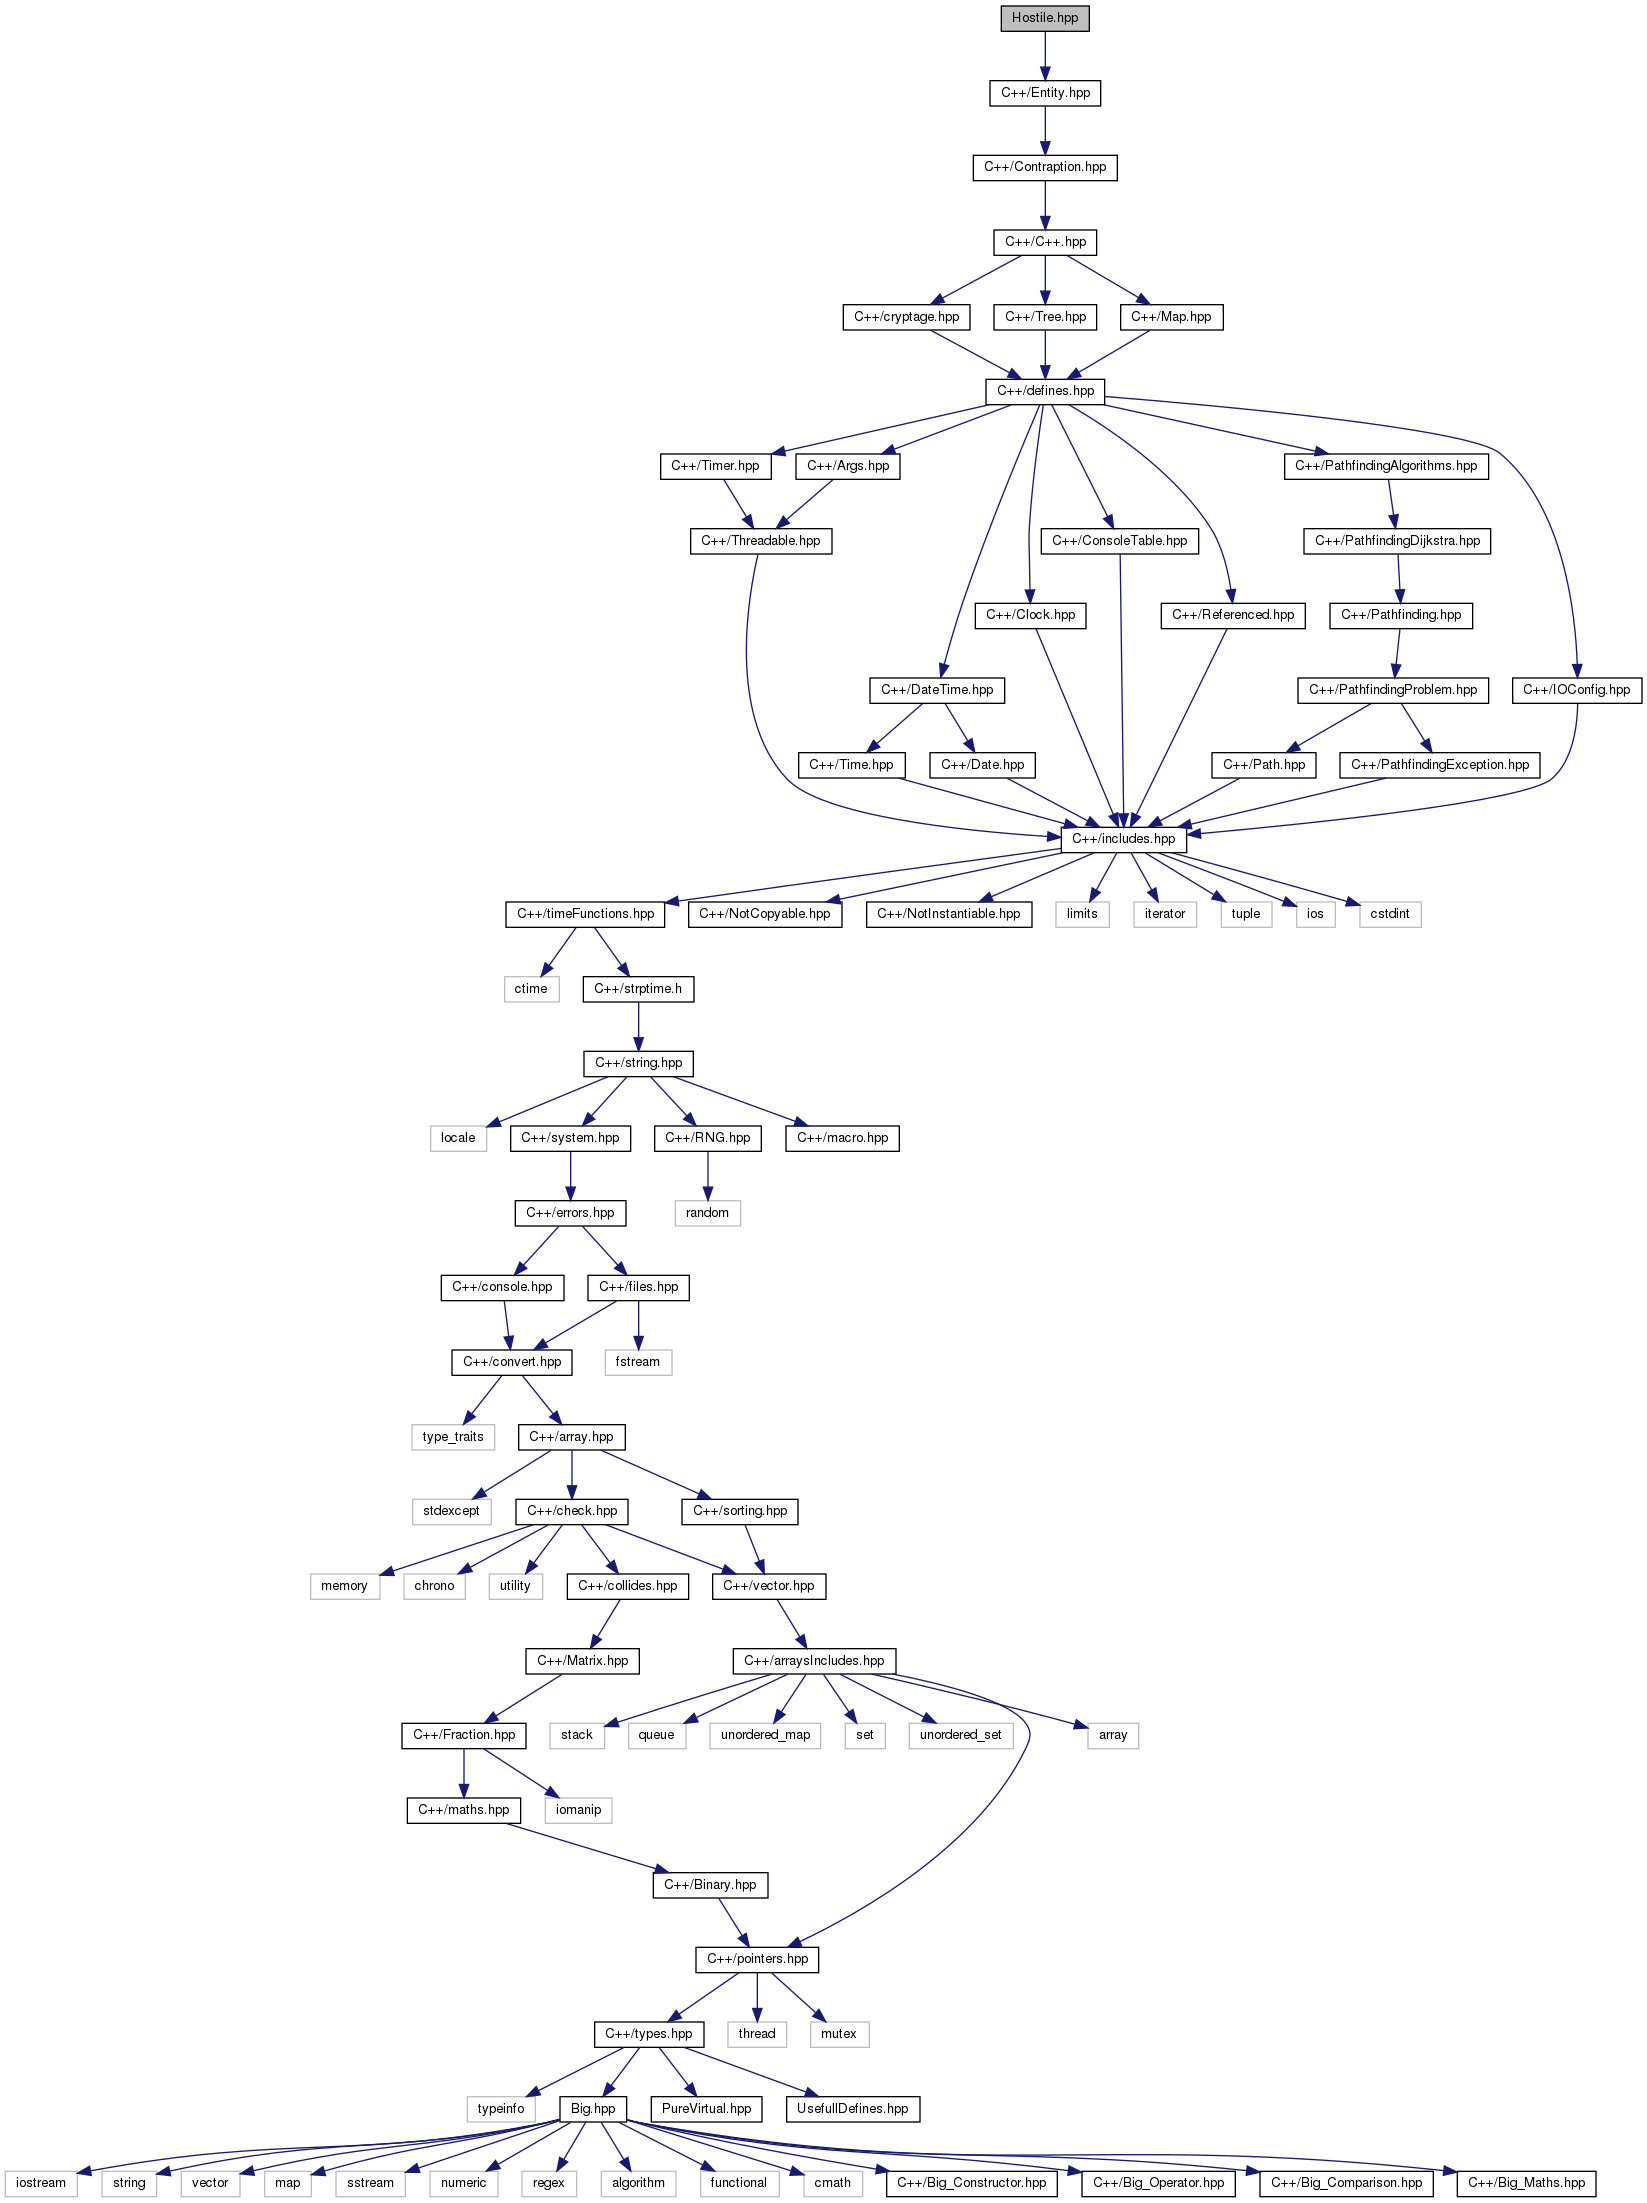 Hostile.hpp
C++/Entity.hpp
C++/Contraption.hpp
C++/C++.hpp
C++/cryptage.hpp
C++/Tree.hpp
C++/Map.hpp
C++/defines.hpp
C++/Timer.hpp
C++/Args.hpp
C++/PathfindingAlgorithms.hpp
C++/Threadable.hpp
C++/ConsoleTable.hpp
C++/PathfindingDijkstra.hpp
C++/Clock.hpp
C++/Referenced.hpp
C++/Pathfinding.hpp
C++/DateTime.hpp
C++/PathfindingProblem.hpp
C++/IOConfig.hpp
C++/Time.hpp
C++/Date.hpp
C++/Path.hpp
C++/PathfindingException.hpp
C++/includes.hpp
C++/timeFunctions.hpp
C++/NotCopyable.hpp
C++/NotInstantiable.hpp
limits
iterator
tuple
ios
cstdint
ctime
C++/strptime.h
C++/string.hpp
locale
C++/system.hpp
C++/RNG.hpp
C++/macro.hpp
C++/errors.hpp
random
C++/console.hpp
C++/files.hpp
C++/convert.hpp
fstream
type_traits
C++/array.hpp
stdexcept
C++/check.hpp
C++/sorting.hpp
memory
chrono
utility
C++/collides.hpp
C++/vector.hpp
C++/Matrix.hpp
C++/arraysIncludes.hpp
C++/Fraction.hpp
stack
queue
unordered_map
set
unordered_set
array
C++/maths.hpp
iomanip
C++/Binary.hpp
C++/pointers.hpp
C++/types.hpp
thread
mutex
typeinfo
Big.hpp
PureVirtual.hpp
UsefullDefines.hpp
iostream
string
vector
map
sstream
numeric
regex
algorithm
functional
cmath
C++/Big_Constructor.hpp
C++/Big_Operator.hpp
C++/Big_Comparison.hpp
C++/Big_Maths.hpp